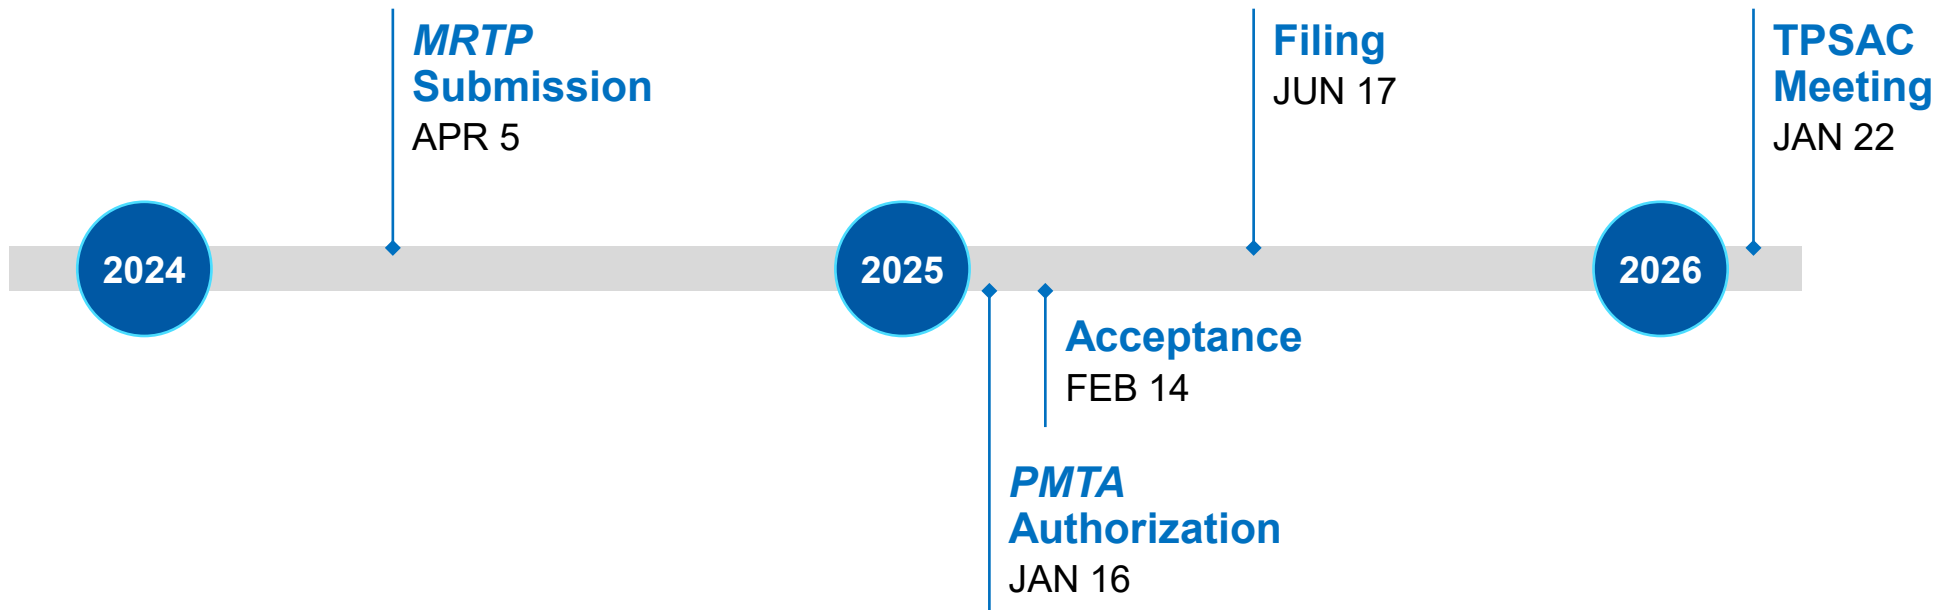 MRTP
Submission
APR 5
Filing
JUN 17
TPSAC
Meeting
JAN 22
2024
2025
2026
Acceptance
FEB 14
PMTA
Authorization
JAN 16